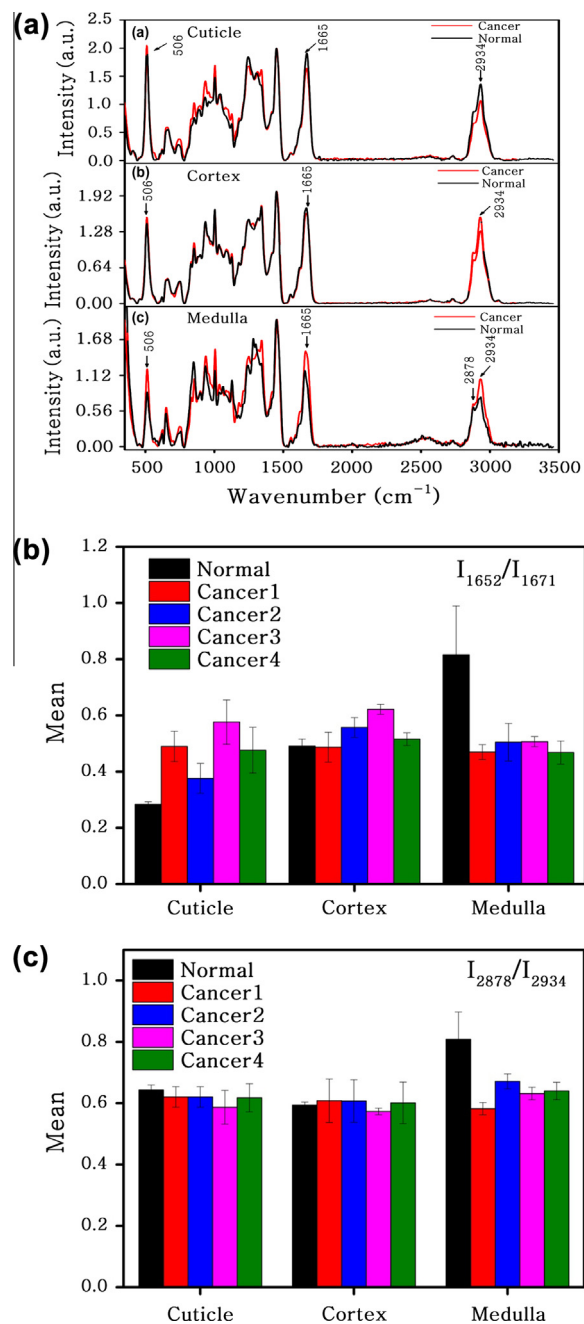 (a)
2.5
2.0
1.5
1.0
0.5
0.0
Intensity (a.u.)
(a)
Cuticle
506
1665
2934
Cancer
Normal
1.92
1.28
0.64
0.00
Intensity (a.u.)
(b)
Cortex
506
1665
2934
Cancer
Normal
1.68
1.12
0.56
0.00
Intensity (a.u.)
(c)
Medulla
506
1665
2878
2934
Cancer
Normal
500 1000 1500 2000 2500 3000 3500
Wavenumber (cm⁻¹)
(b)
1.2
1.0
0.8
0.6
0.4
0.2
0.0
Mean
Normal
Cancer1
Cancer2
Cancer3
Cancer4
I₁₆₅₂/I₁₆₇₁
Cuticle Cortex Medulla
(c)
1.0
0.8
0.6
0.4
0.2
0.0
Mean
Normal
Cancer1
Cancer2
Cancer3
Cancer4
I₂₈₇₈/I₂₉₃₄
Cuticle Cortex Medulla